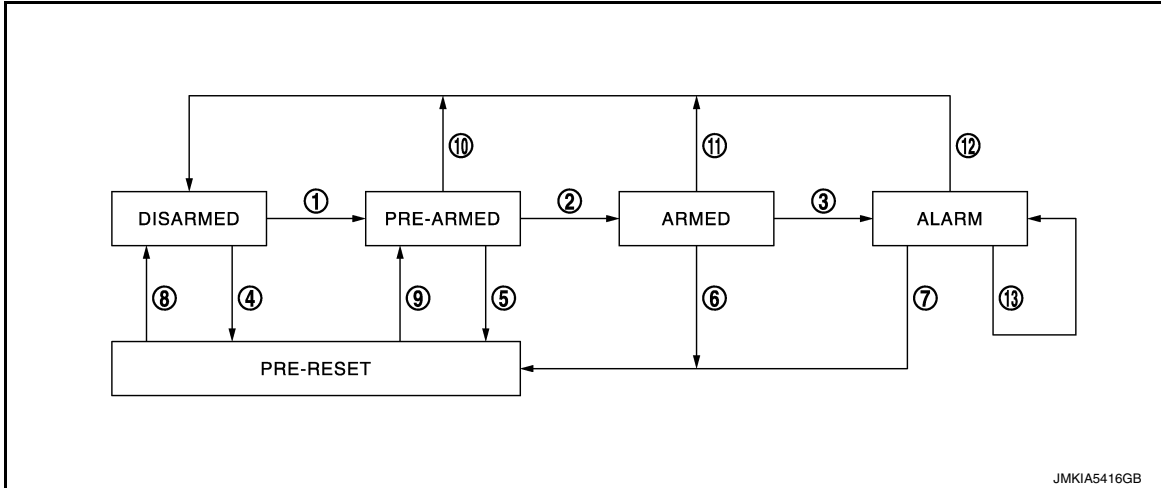 ⑩ ⑪ ⑫
DISARMED ① PRE-ARMED ② ARMED ③ ALARM
⑧ ④ ⑨ ⑤ ⑥ ⑦ ⑬
PRE-RESET
JMKIA5416GB